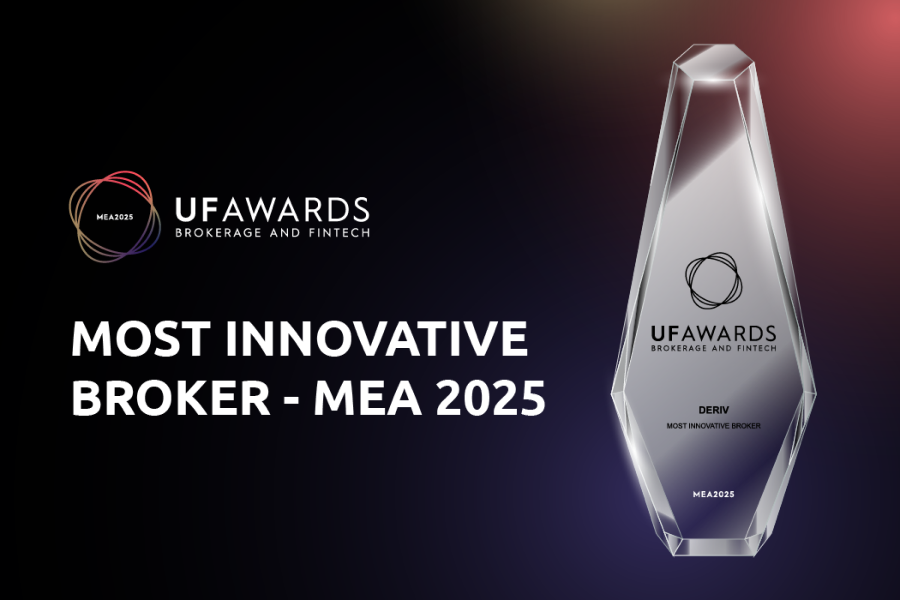 MEA2025
UFAWARDS
BROKERAGE AND FINTECH
MOST INNOVATIVE
BROKER - MEA 2025
UFAWARDS
BROKERAGE AND FINTECH
DERIV
MOST INNOVATIVE BROKER
MEA2025